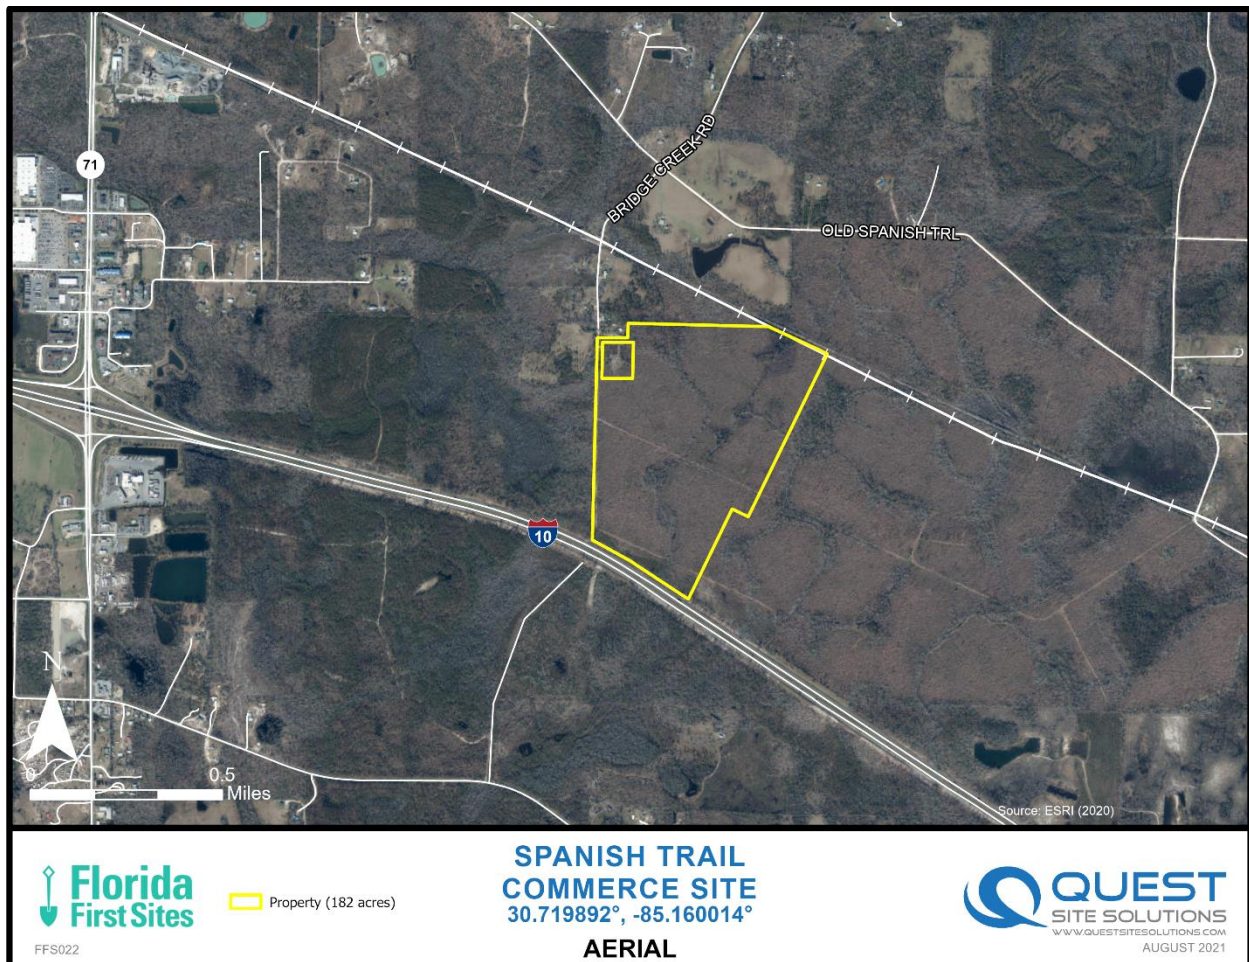 71
BRIDGE CREEK RD
OLD SPANISH TRL
10
N
0 0.5
Miles
Source: ESRI (2020)
Florida
First Sites
FFS022
Property (182 acres)
SPANISH TRAIL
COMMERCE SITE
30.719892°, -85.160014°
AERIAL
QUEST
SITE SOLUTIONS
WWW.QUESTSITESOLUTIONS.COM
AUGUST 2021